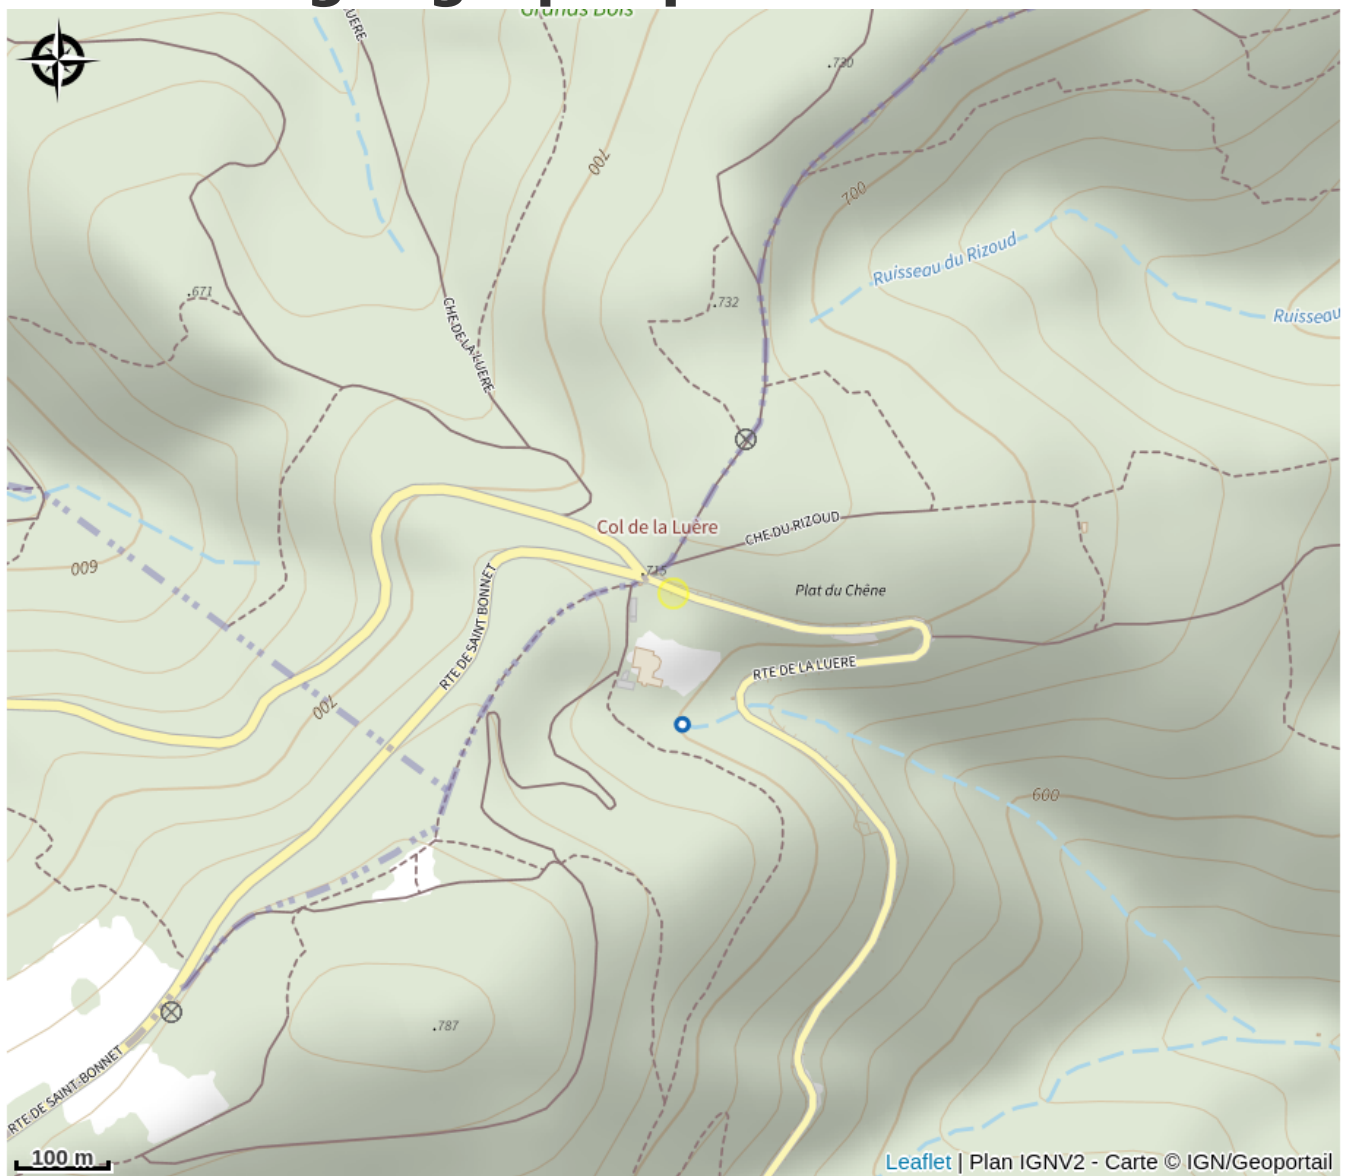 Grands Bois
LUERE
.730
700
700
Ruisseau du Rizoud
Ruisseau
.671
.732
CHE DE LA LUERE
Col de la Luère
CHE DU RIZOUD
.715
600
Plat du Chêne
RTE DE SAINT BONNET
RTE DE LA LUERE
700
600
.787
RTE DE SAINT-BONNET
100 m
Leaflet | Plan IGNV2 - Carte © IGN/Geoportail